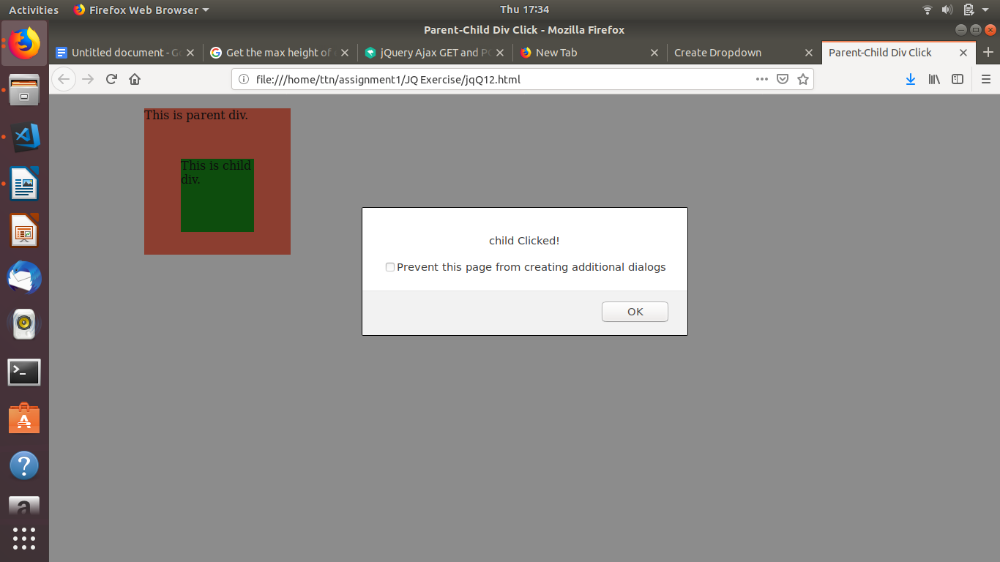 Activities Firefox Web Browser Thu 17:34
Parent-Child Div Click - Mozilla Firefox
Untitled document - Go Get the max height of jQuery Ajax GET and PO New Tab Create Dropdown Parent-Child Div Click
file:///home/ttn/assignment1/JQ Exercise/jqQ12.html
This is parent div.
This is child
div.
child Clicked!
Prevent this page from creating additional dialogs
OK